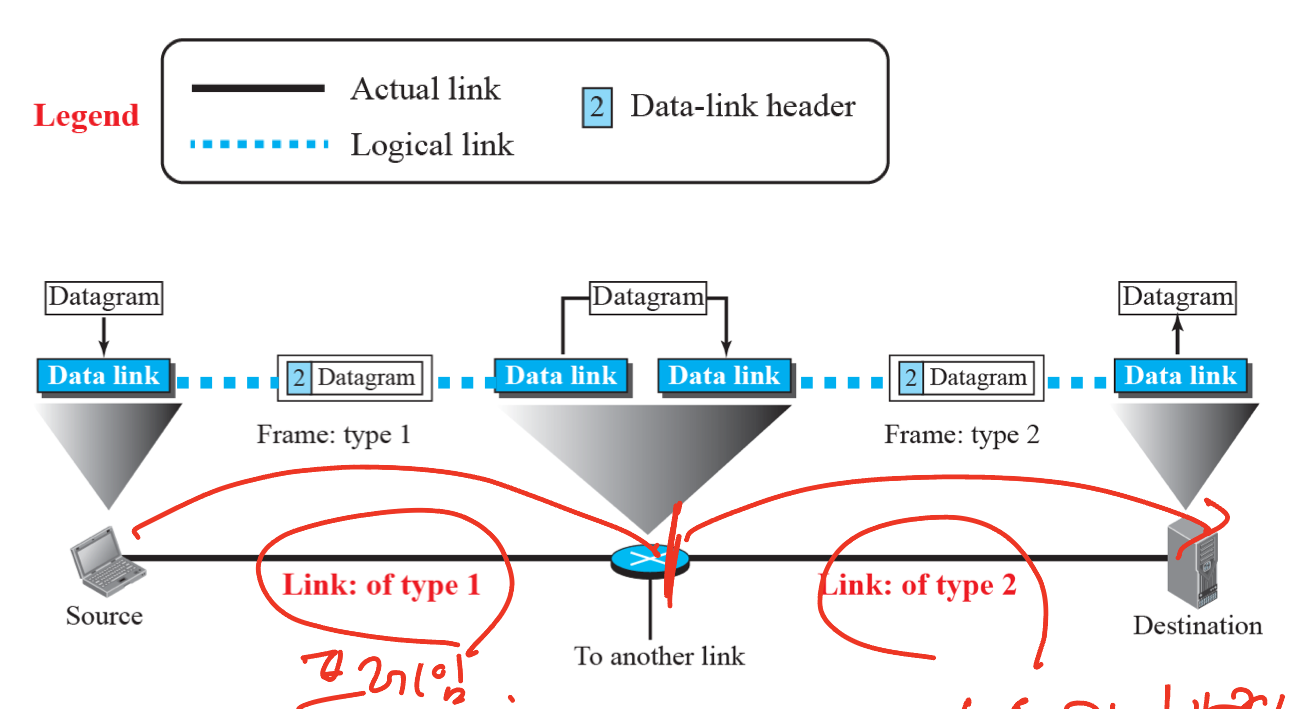 Legend
Actual link
Logical link
2 Data-link header
Datagram
Datagram
Datagram
Data link
2 Datagram
Data link
Data link
2 Datagram
Data link
Frame: type 1
Frame: type 2
Link: of type 1
Link: of type 2
Source
Destination
To another link